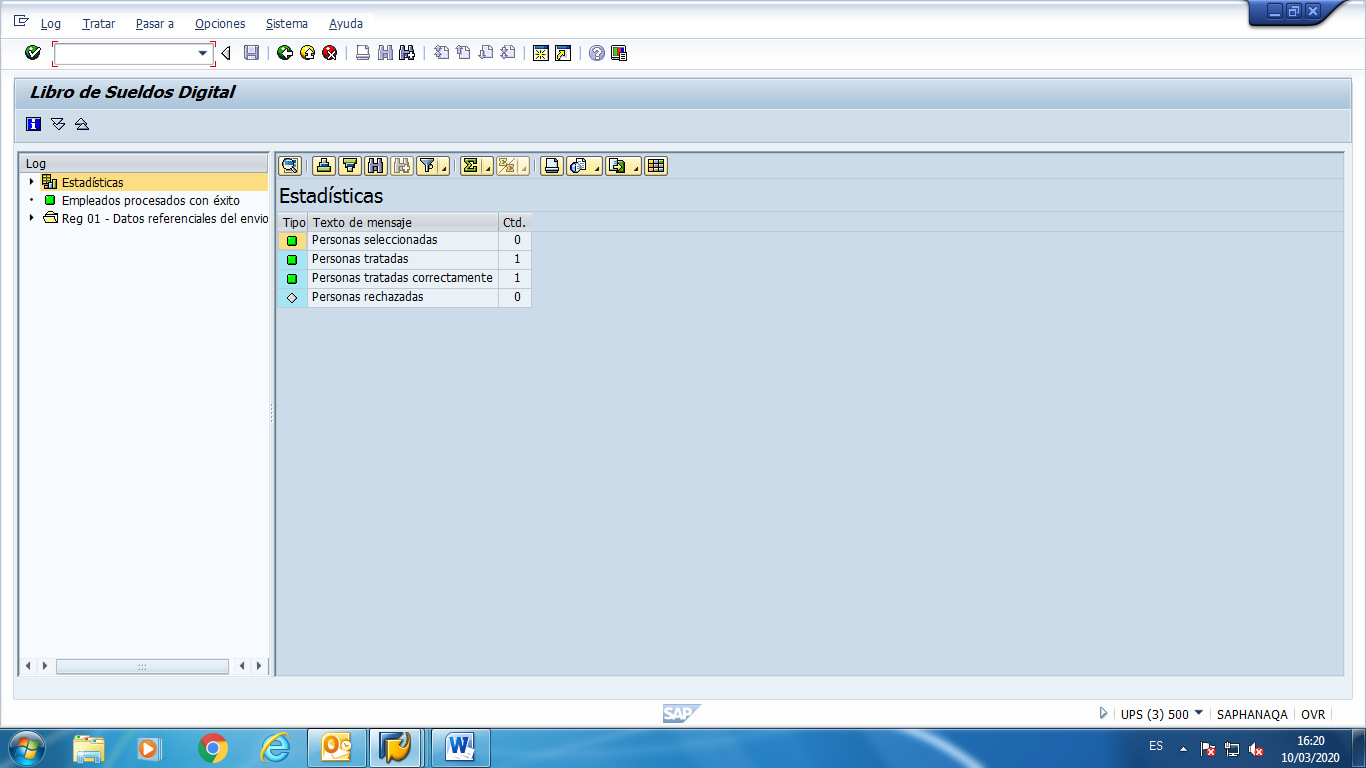 Log Tratar Pasar a Opciones Sistema Ayuda
Libro de Sueldos Digital
Log
Estadísticas
Empleados procesados con éxito
Reg 01 - Datos referenciales del envio
Estadísticas
Tipo Texto de mensaje Ctd.
Personas seleccionadas 0
Personas tratadas 1
Personas tratadas correctamente 1
Personas rechazadas 0
SAP
UPS (3) 500 SAPHANAQA OVR
ES
16:20
10/03/2020